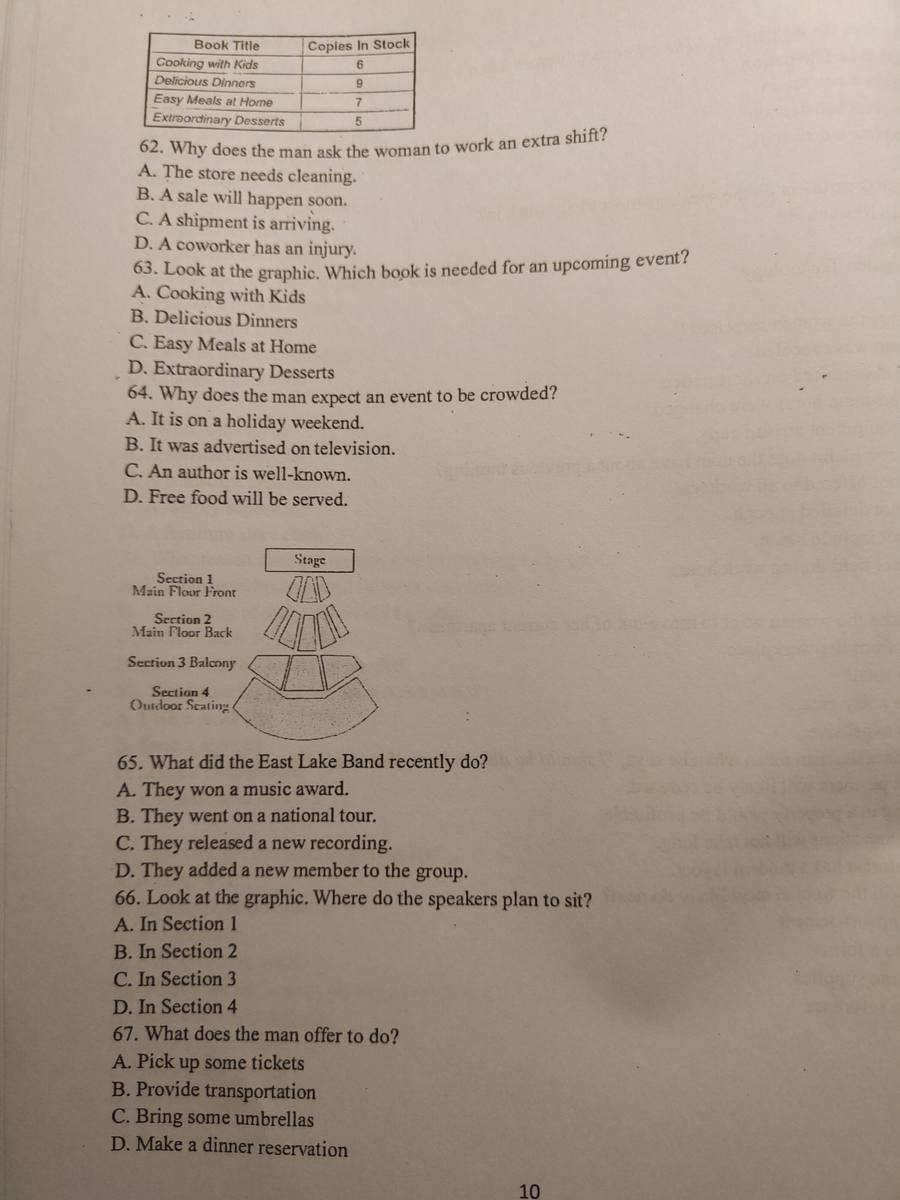 Book Title Copies In Stock
Cooking with Kids 6
Delicious Dinners 9
Easy Meals at Home 7
Extraordinary Desserts 5
62. Why does the man ask the woman to work an extra shift?
A. The store needs cleaning.
B. A sale will happen soon.
C. A shipment is arriving.
D. A coworker has an injury.
63. Look at the graphic. Which book is needed for an upcoming event?
A. Cooking with Kids
B. Delicious Dinners
C. Easy Meals at Home
D. Extraordinary Desserts
64. Why does the man expect an event to be crowded?
A. It is on a holiday weekend.
B. It was advertised on television.
C. An author is well-known.
D. Free food will be served.
Stage
Section 1
Main Floor Front
Section 2
Main Floor Back
Section 3 Balcony
Section 4
Outdoor Seating
65. What did the East Lake Band recently do?
A. They won a music award.
B. They went on a national tour.
C. They released a new recording.
D. They added a new member to the group.
66. Look at the graphic. Where do the speakers plan to sit?
A. In Section 1
B. In Section 2
C. In Section 3
D. In Section 4
67. What does the man offer to do?
A. Pick up some tickets
B. Provide transportation
C. Bring some umbrellas
D. Make a dinner reservation
10